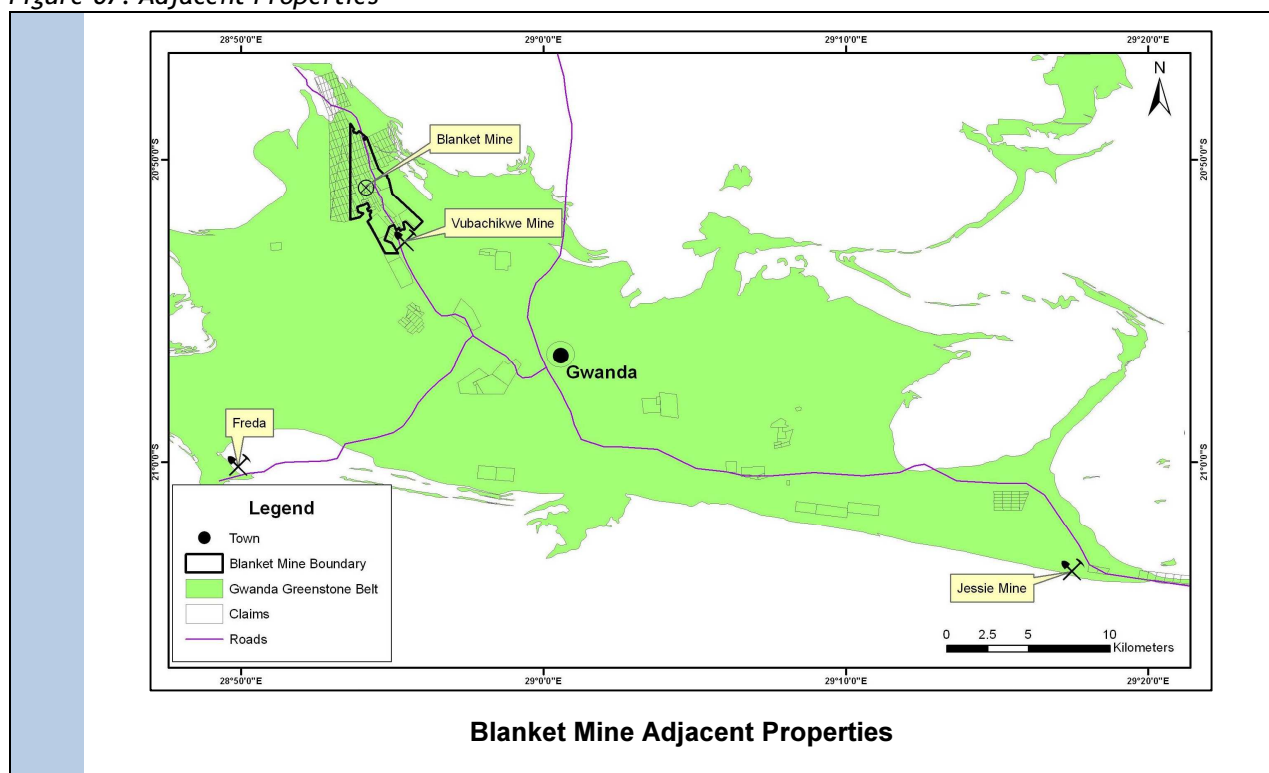 Figure 67: Adjacent Properties
28°50'0"E 29°0'0"E 29°10'0"E 29°20'0"E
N
Blanket Mine
20°50'0"S 20°50'0"S
Vubachikwe Mine
Gwanda
Freda
21°0'0"S 21°0'0"S
Legend
Town
Blanket Mine Boundary
Gwanda Greenstone Belt
Claims
Roads
Jessie Mine
0 2.5 5 10
Kilometers
28°50'0"E 29°0'0"E 29°10'0"E 29°20'0"E
Blanket Mine Adjacent Properties